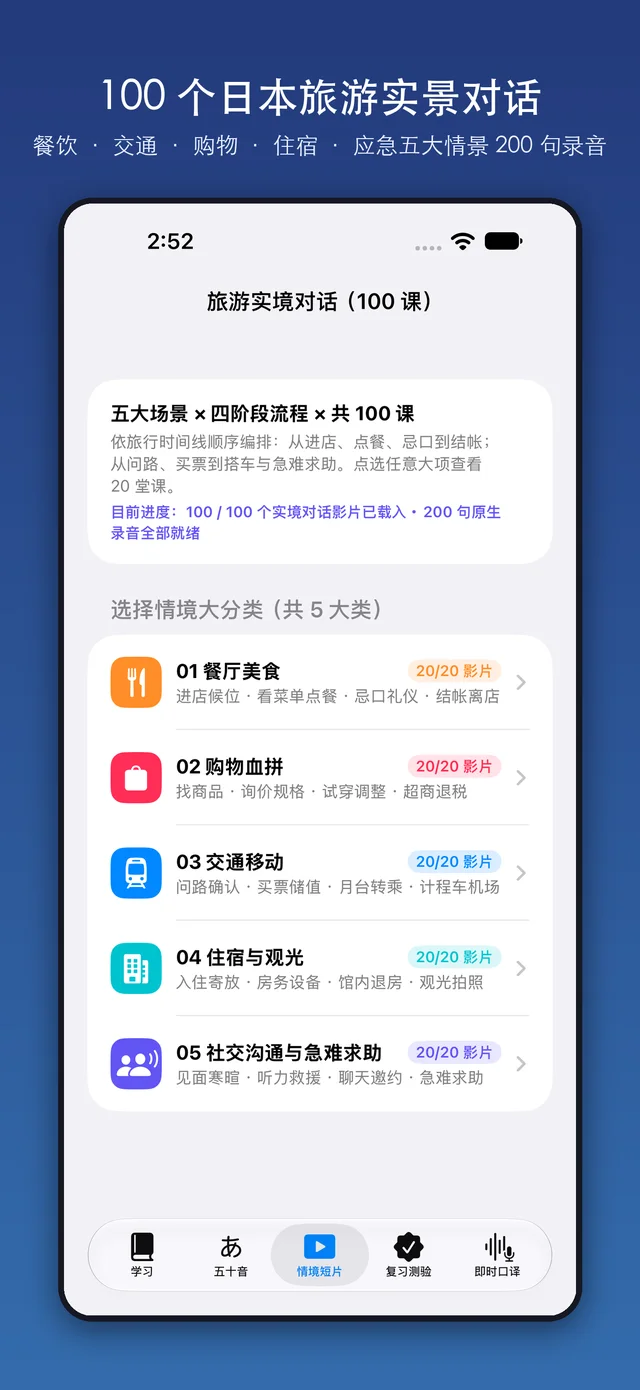 100 个日本旅游实景对话
餐饮 · 交通 · 购物 · 住宿 · 应急五大情景 200 句录音
2:52
旅游实境对话（100 课）
五大场景 × 四阶段流程 × 共 100 课
依旅行时间线顺序编排：从进店、点餐、忌口到结帐；
从问路、买票到搭车与急难求助。点选任意大项查看
20 堂课。
目前进度：100 / 100 个实境对话影片已载入 · 200 句原生
录音全部就绪
选择情境大分类（共 5 大类）
01 餐厅美食
20/20 影片
进店候位 · 看菜单点餐 · 忌口礼仪 · 结帐离店
02 购物血拼
20/20 影片
找商品 · 询价规格 · 试穿调整 · 超商退税
03 交通移动
20/20 影片
问路确认 · 买票储值 · 月台转乘 · 计程车机场
04 住宿与观光
20/20 影片
入住寄放 · 房务设备 · 馆内退房 · 观光拍照
05 社交沟通与急难求助
20/20 影片
见面寒暄 · 听力救援 · 聊天邀约 · 急难求助
あ
学习
五十音
情境短片
复习测验
即时口译